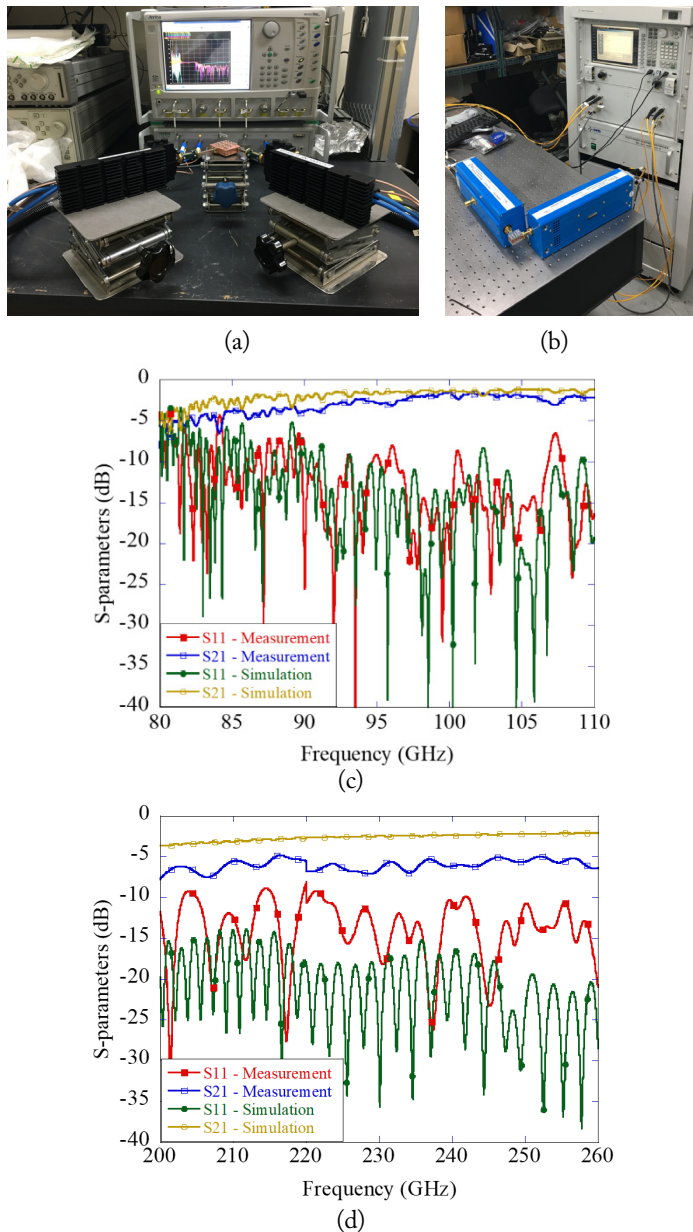 (a)
(b)
0
-5
-10
-15
-20
-25
-30
-35
-40
S-parameters (dB)
S11 - Measurement
S21 - Measurement
S11 - Simulation
S21 - Simulation
80
85
90
95
100
105
110
Frequency (GHz)
(c)
0
-5
-10
-15
-20
-25
-30
-35
-40
S-parameters (dB)
S11 - Measurement
S21 - Measurement
S11 - Simulation
S21 - Simulation
200
210
220
230
240
250
260
Frequency (GHz)
(d)